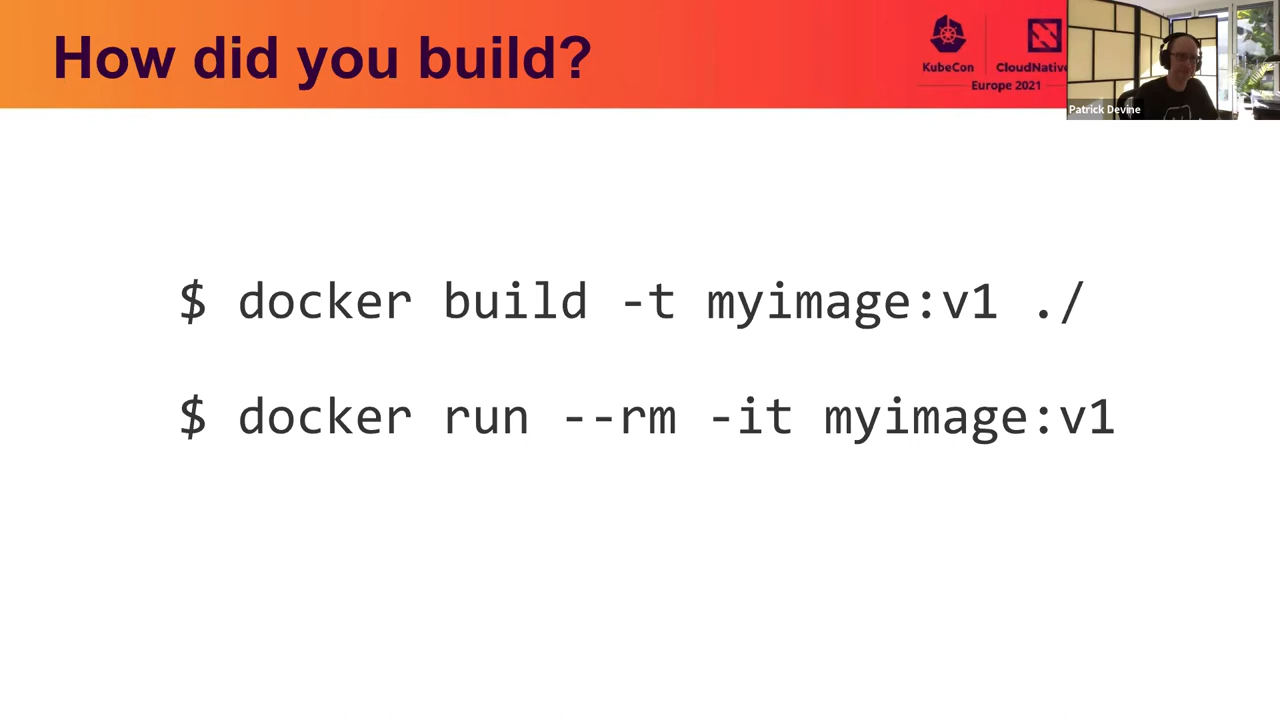 How did you build?
KubeCon
CloudNative
Europe 2021
Patrick Devine
$ docker build -t myimage:v1 ./
$ docker run --rm -it myimage:v1